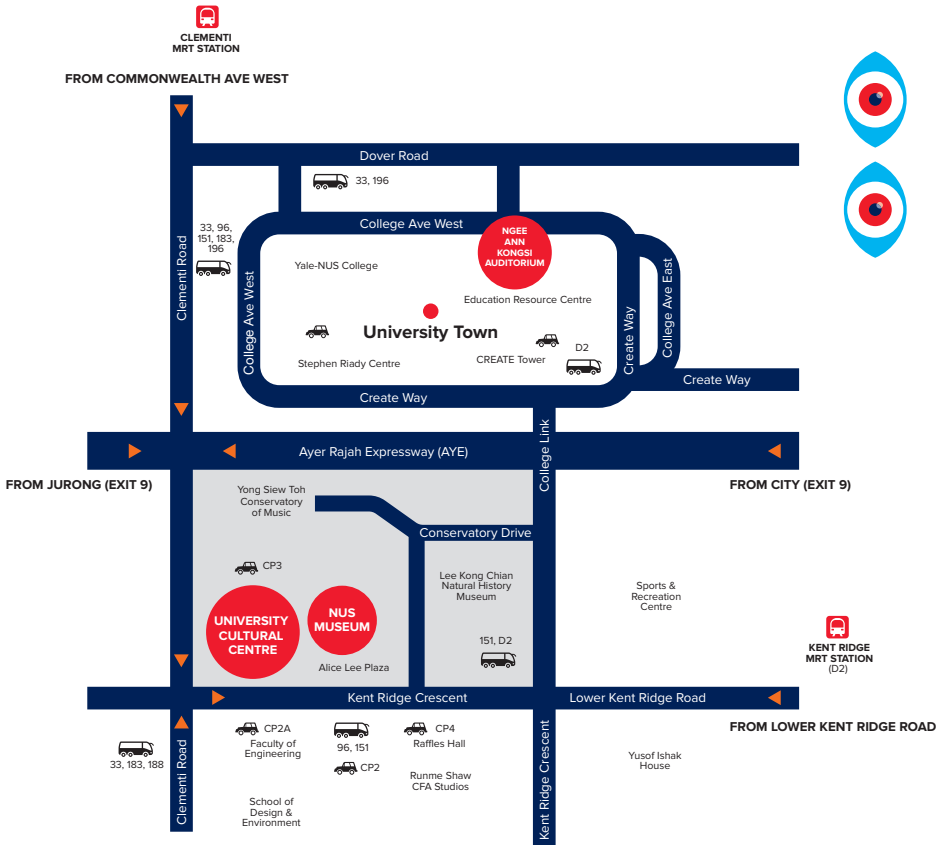 CLEMENTI
MRT STATION
FROM COMMONWEALTH AVE WEST
Dover Road
33, 196
College Ave West
33, 96,
151, 183,
196
Clementi Road
College Ave West
NGEE
ANN
KONGSI
AUDITORIUM
Yale-NUS College
Education Resource Centre
University Town
Stephen Riady Centre
CREATE Tower
D2
Create Way
College Ave East
Create Way
Create Way
College Link
Ayer Rajah Expressway (AYE)
FROM JURONG (EXIT 9)
FROM CITY (EXIT 9)
Yong Siew Toh
Conservatory
of Music
Conservatory Drive
CP3
Lee Kong Chian
Natural History
Museum
Sports &
Recreation
Centre
UNIVERSITY
CULTURAL
CENTRE
NUS
MUSEUM
Alice Lee Plaza
151, D2
KENT RIDGE
MRT STATION
(D2)
Kent Ridge Crescent
Lower Kent Ridge Road
FROM LOWER KENT RIDGE ROAD
CP2A
Faculty of
Engineering
96, 151
CP2
CP4
Raffles Hall
Runme Shaw
CFA Studios
33, 183, 188
Clementi Road
School of
Design &
Environment
Kent Ridge Crescent
Yusof Ishak
House